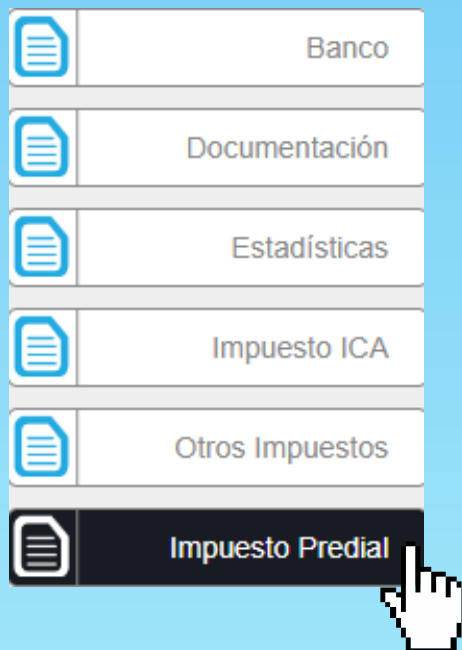 Banco
Documentación
Estadísticas
Impuesto ICA
Otros Impuestos
Impuesto Predial